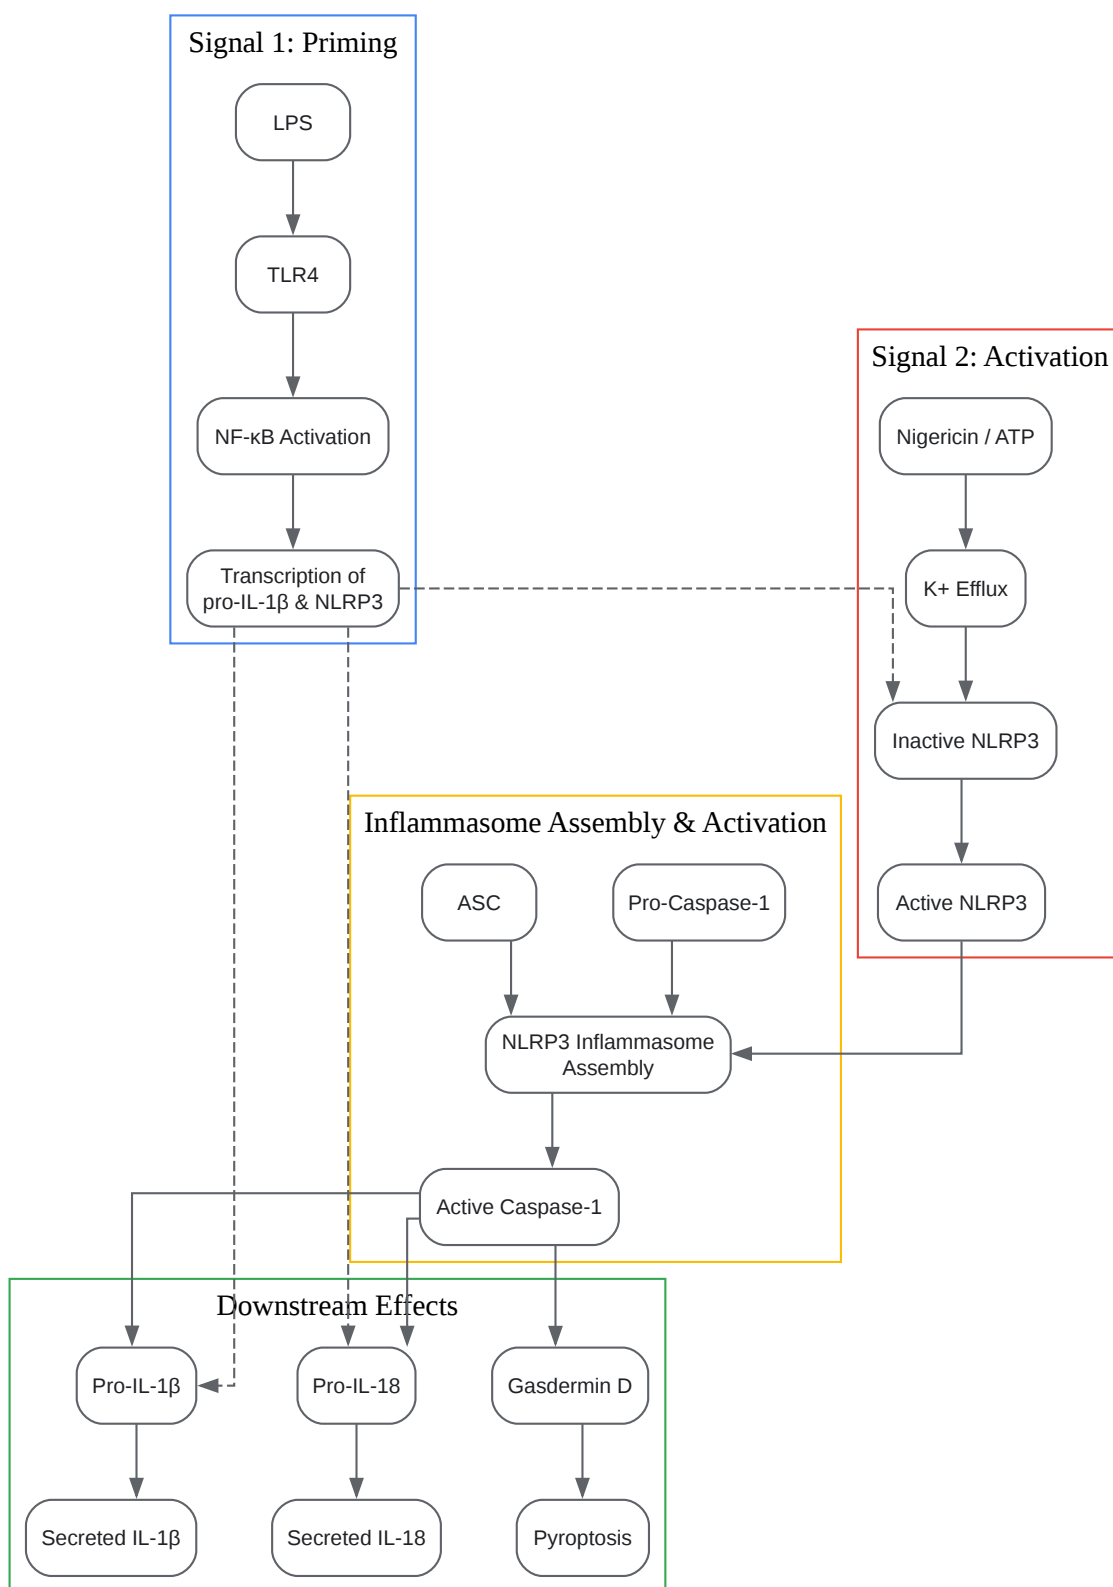 Signal 1: Priming
LPS
TLR4
NF-κB Activation
Transcription of
pro-IL-1β & NLRP3
Signal 2: Activation
Nigericin / ATP
K+ Efflux
Inactive NLRP3
Active NLRP3
Inflammasome Assembly & Activation
ASC
Pro-Caspase-1
NLRP3 Inflammasome
Assembly
Active Caspase-1
Downstream Effects
Pro-IL-1β
Pro-IL-18
Gasdermin D
Secreted IL-1β
Secreted IL-18
Pyroptosis